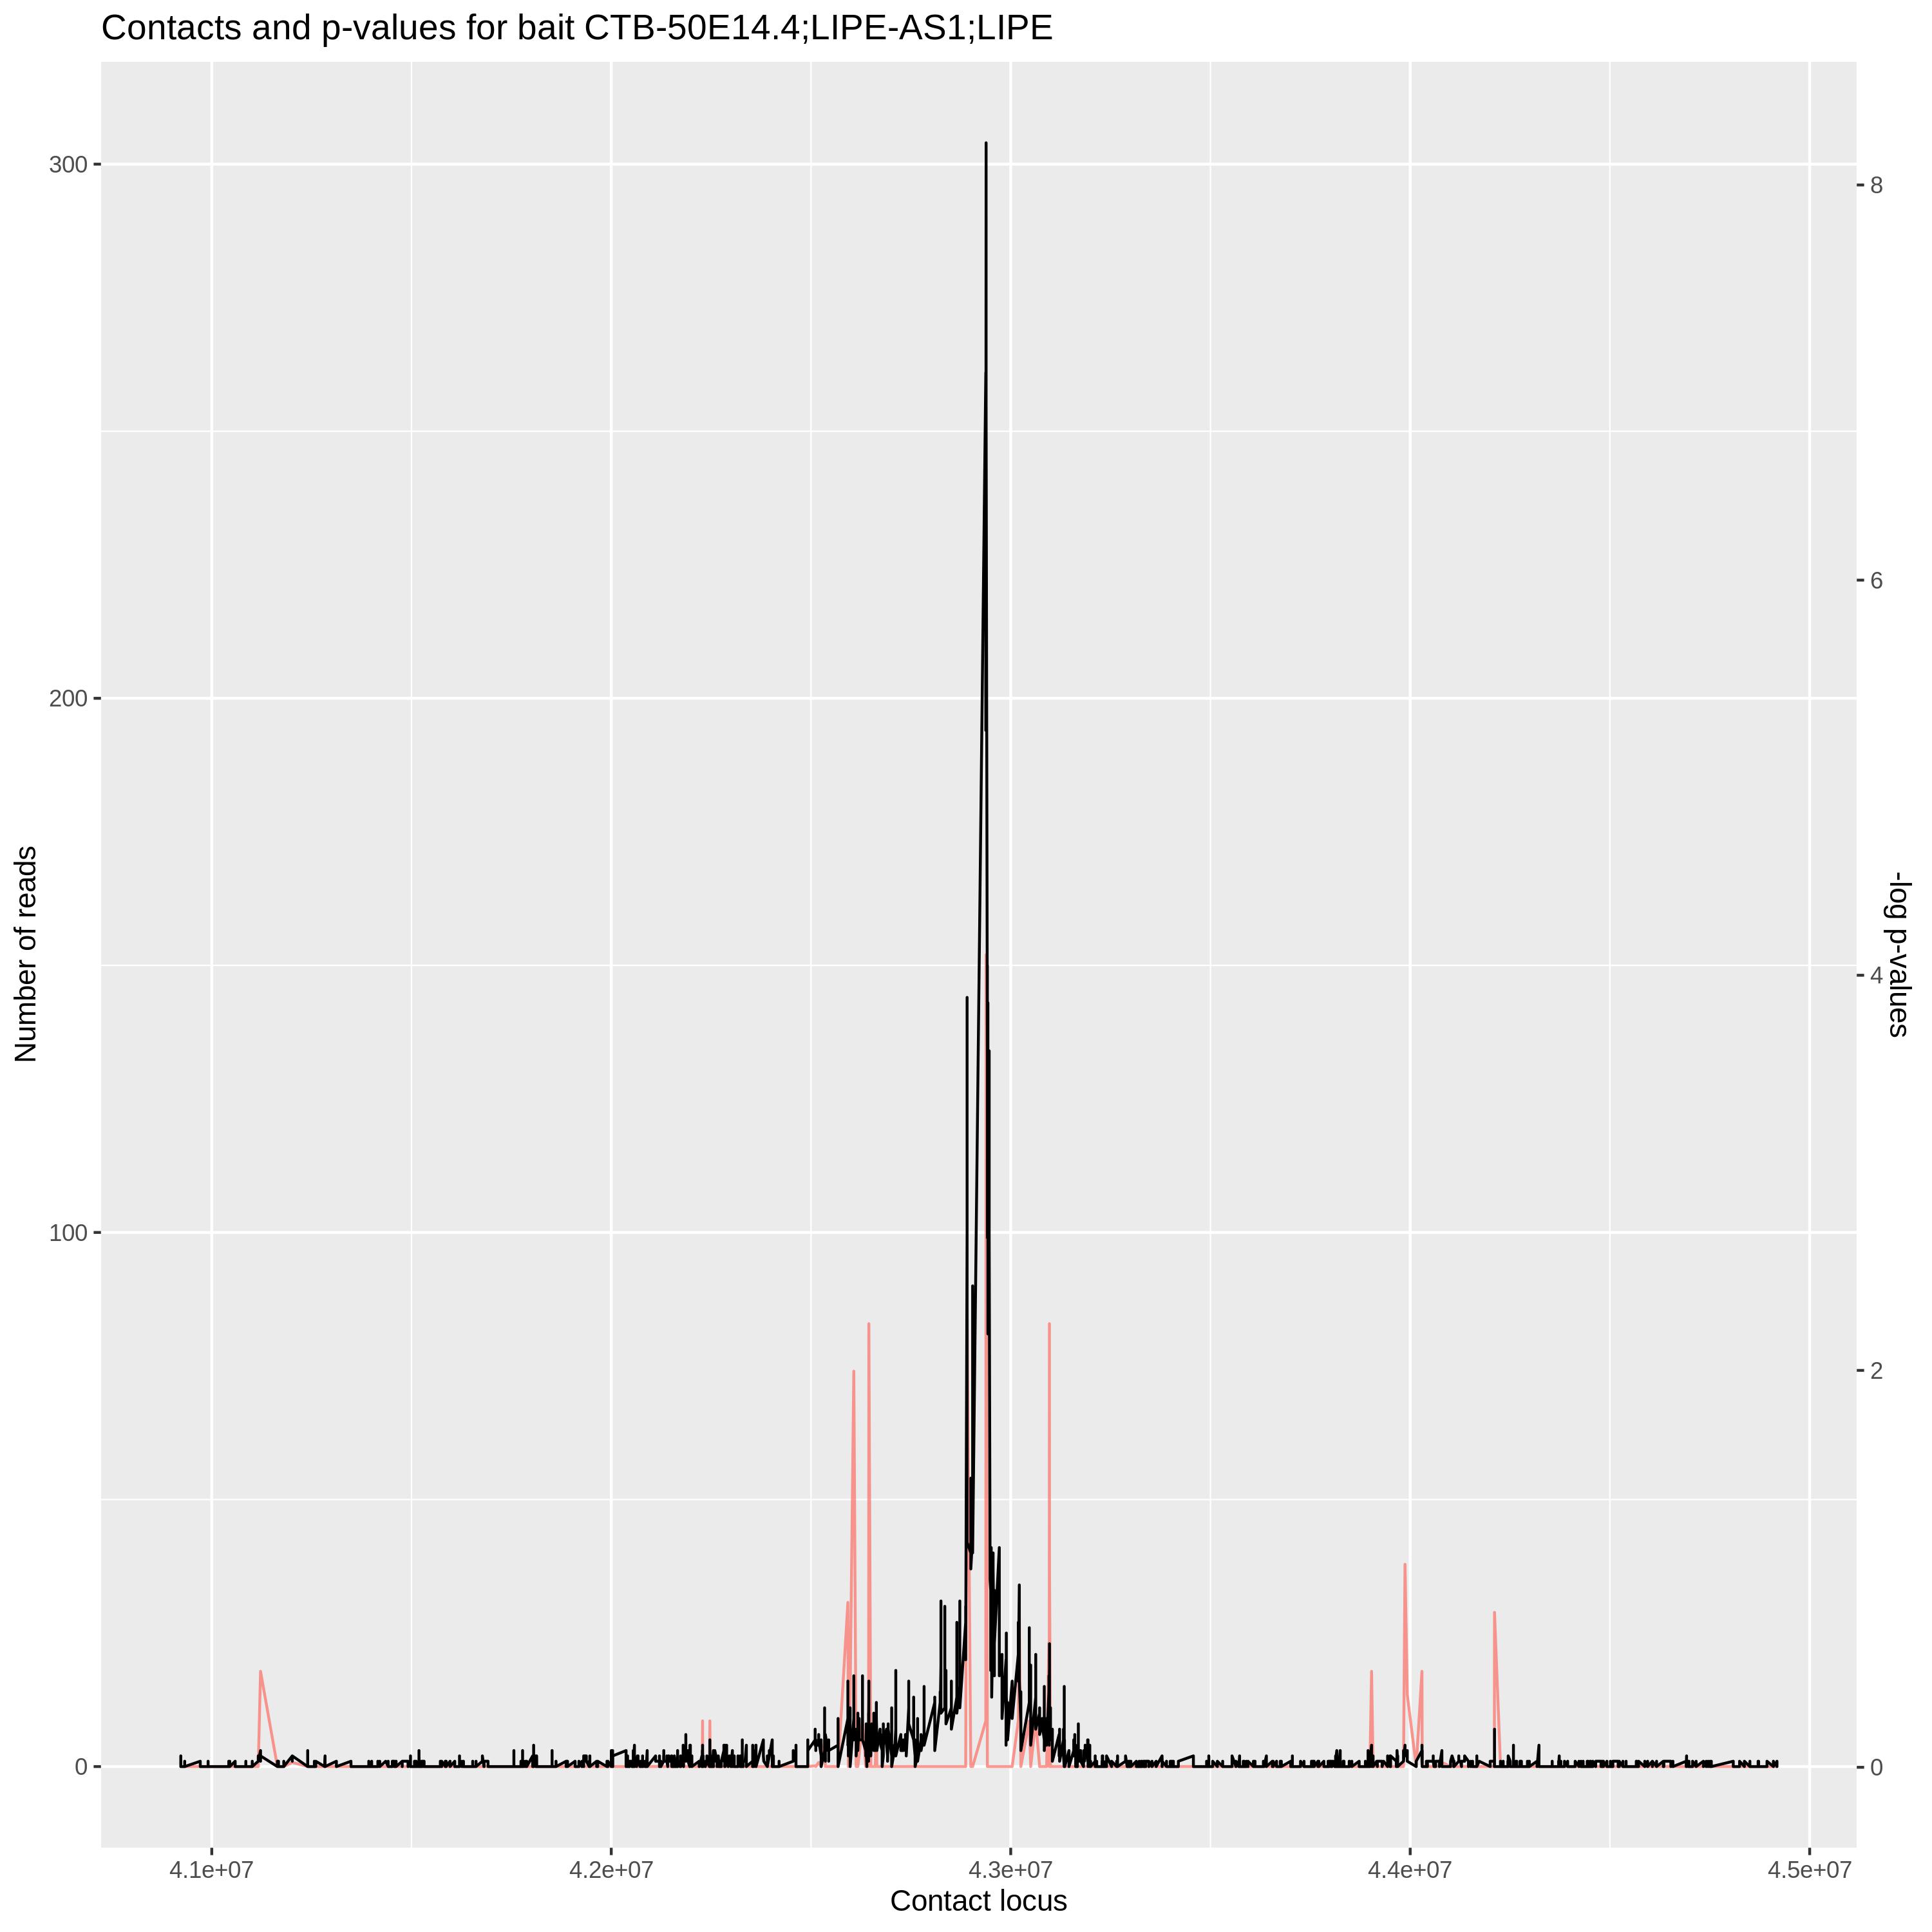 Contacts and p-values for bait CTB-50E14.4;LIPE-AS1;LIPE
300
200
100
0
Number of reads
8
6
4
2
0
-log p-values
4.1e+07
4.2e+07
4.3e+07
4.4e+07
4.5e+07
Contact locus